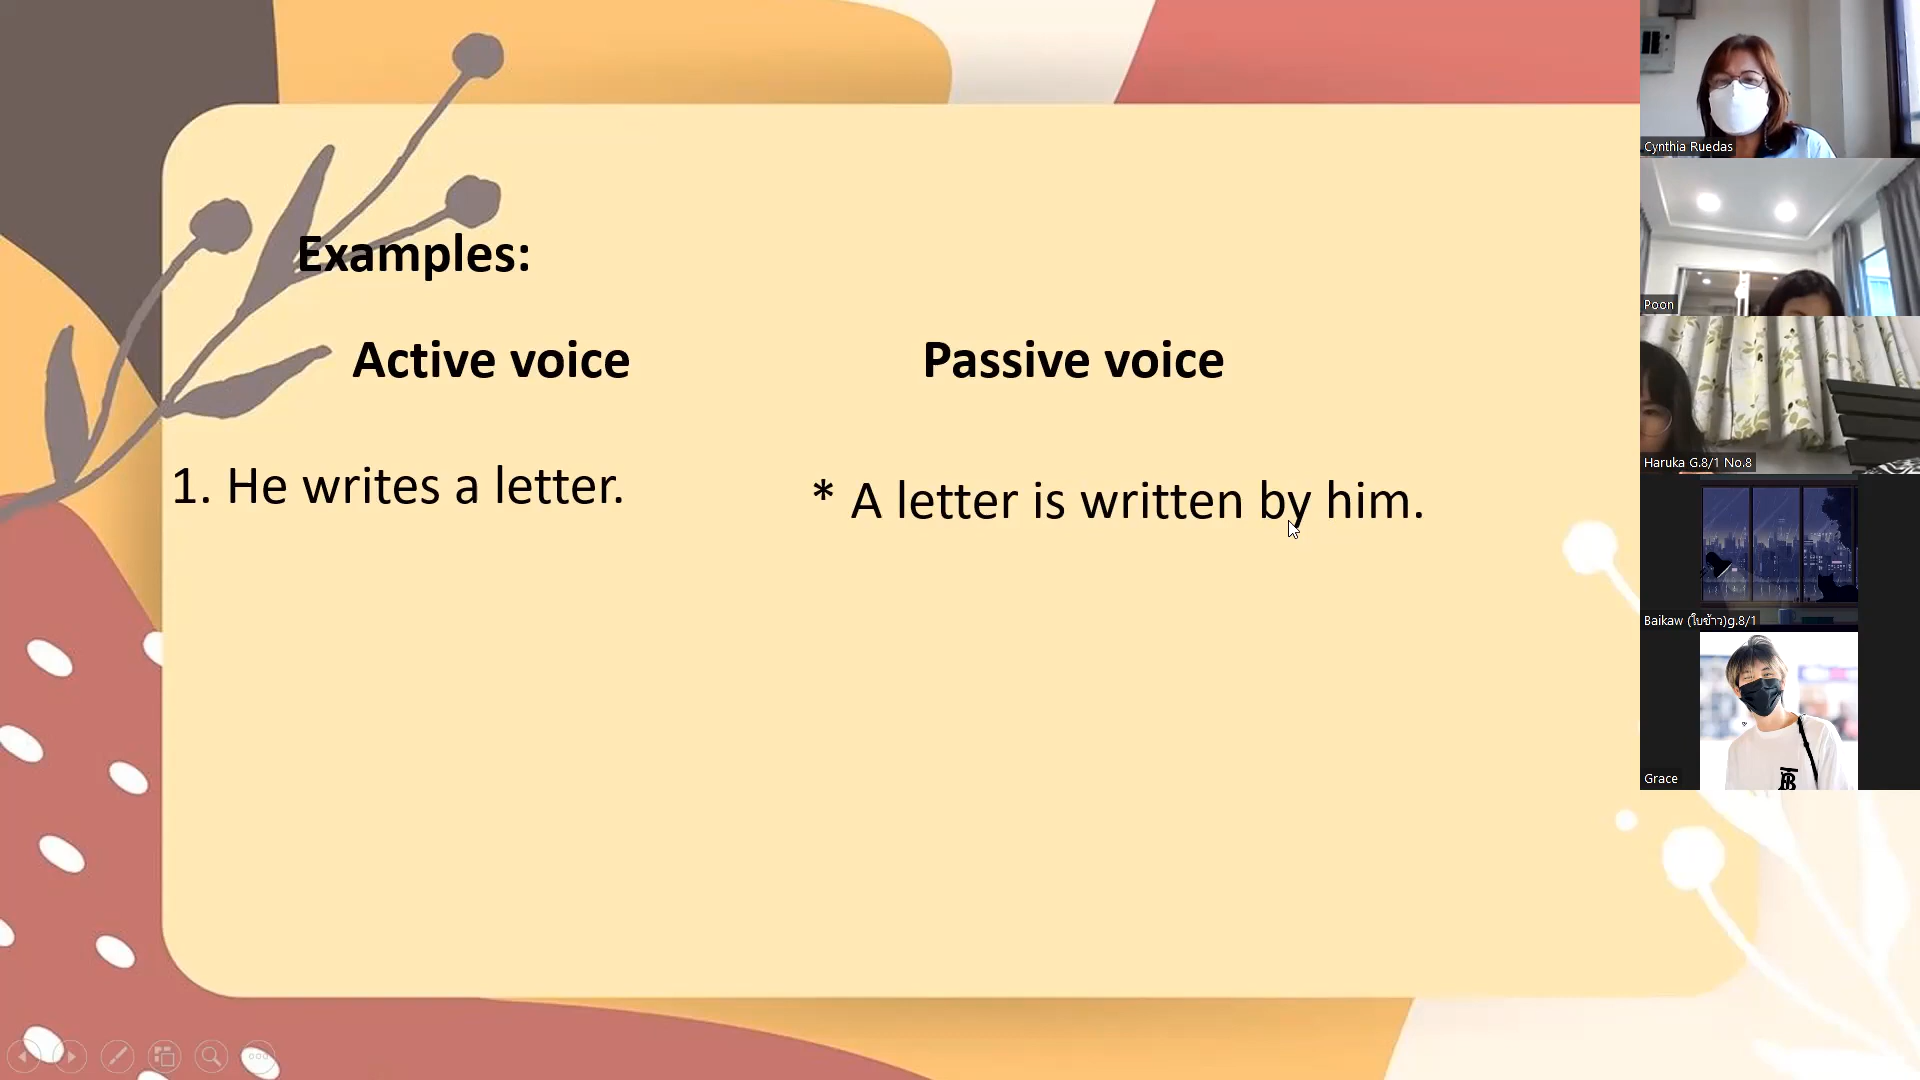 Examples:
Active voice
Passive voice
1. He writes a letter.
* A letter is written by him.
Cynthia Ruedas
Poon
Haruka G.8/1 No.8
Baikaw (ใบข้าว)g.8/1
Grace